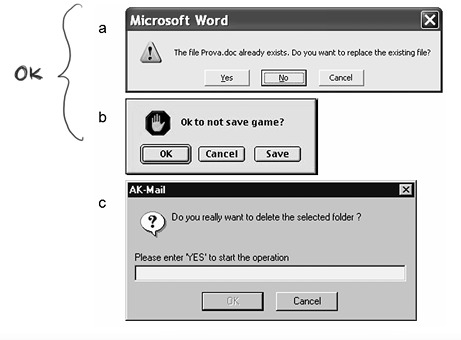 OK
a
Microsoft Word
The file Prova.doc already exists. Do you want to replace the existing file?
Yes No Cancel
b
Ok to not save game?
OK Cancel Save
c
AK-Mail
Do you really want to delete the selected folder ?
Please enter 'YES' to start the operation
OK Cancel